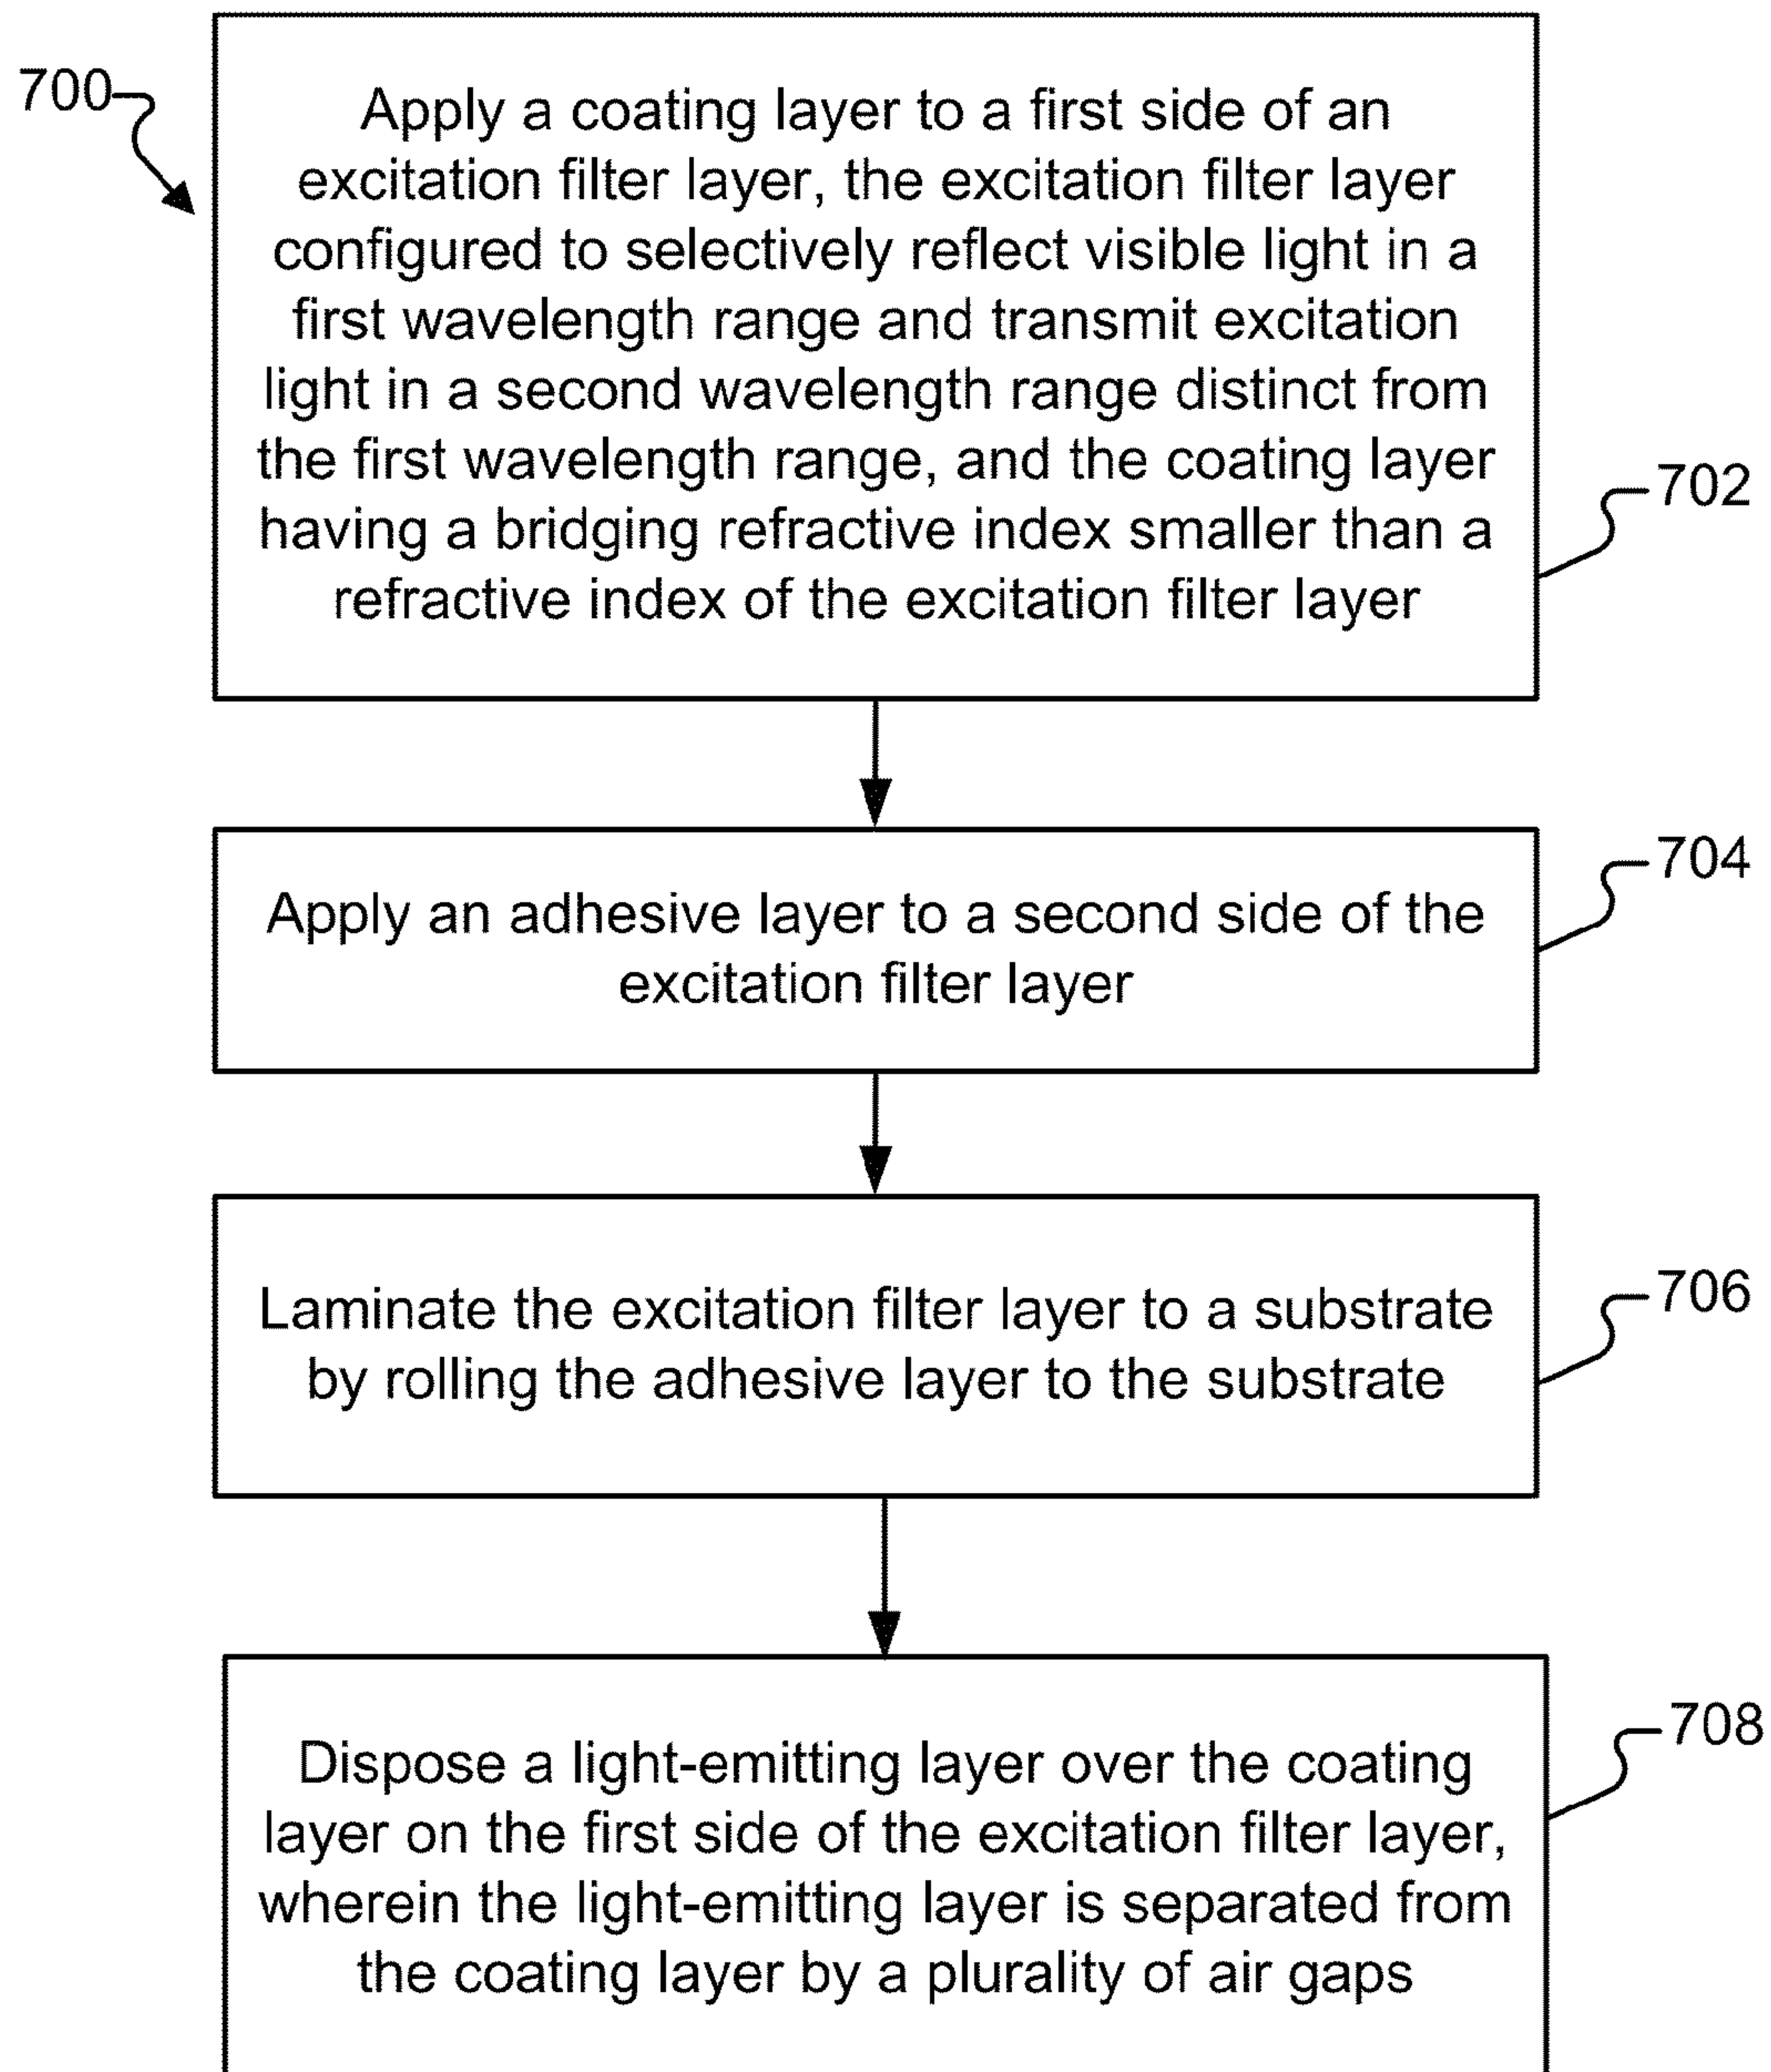 700
Apply a coating layer to a first side of an
excitation filter layer, the excitation filter layer
configured to selectively reflect visible light in a
first wavelength range and transmit excitation
light in a second wavelength range distinct from
the first wavelength range, and the coating layer
having a bridging refractive index smaller than a
refractive index of the excitation filter layer
702
Apply an adhesive layer to a second side of the
excitation filter layer
704
Laminate the excitation filter layer to a substrate
by rolling the adhesive layer to the substrate
706
Dispose a light-emitting layer over the coating
layer on the first side of the excitation filter layer,
wherein the light-emitting layer is separated from
the coating layer by a plurality of air gaps
708